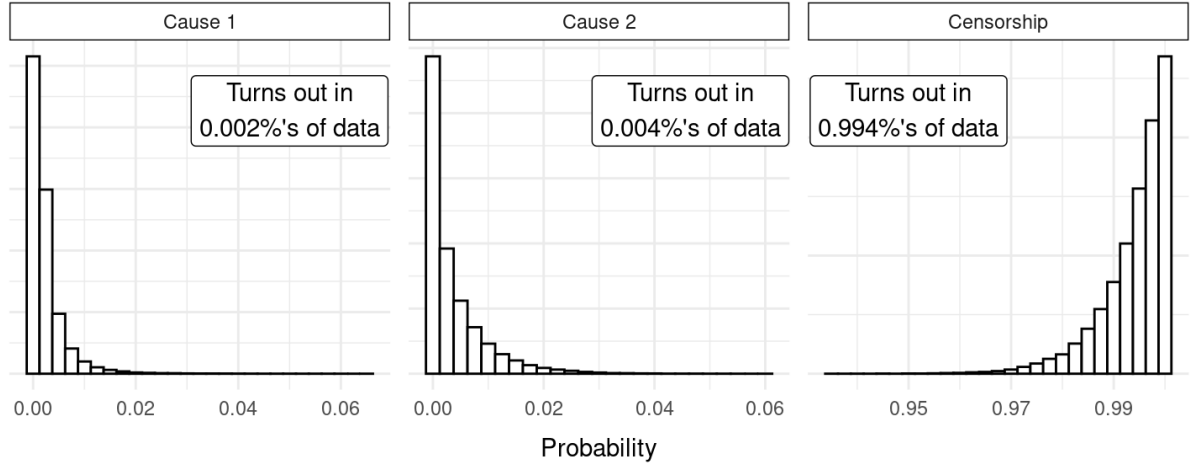 Cause 1
Cause 2
Censorship
Turns out in
0.002%'s of data
Turns out in
0.004%'s of data
Turns out in
0.994%'s of data
0.00 0.02 0.04 0.06
0.00 0.02 0.04 0.06
0.95 0.97 0.99
Probability